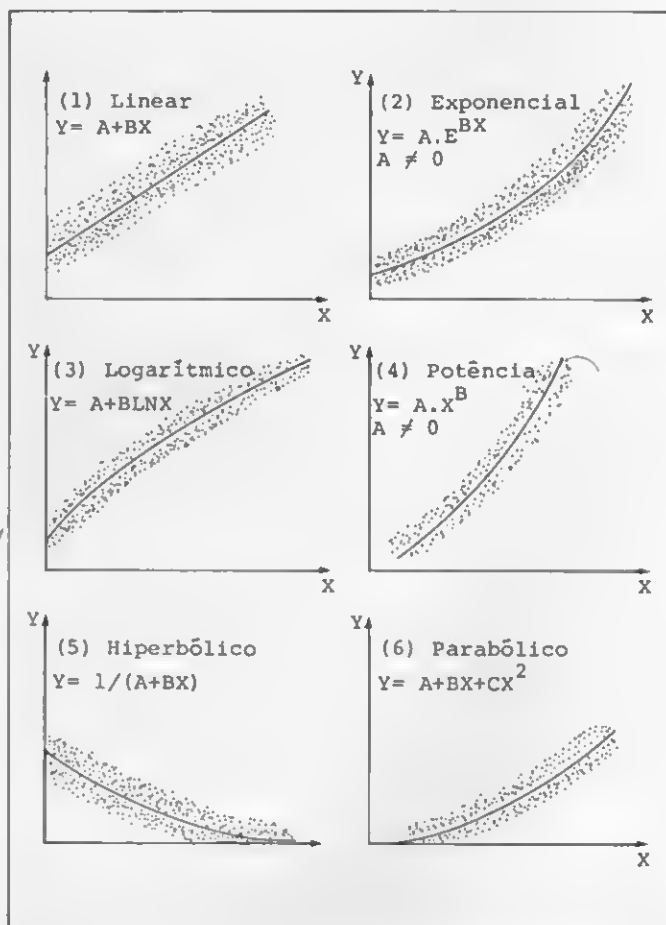 (1) Linear
Y= A+BX
X
Y
(2) Exponencial
Y= A.E^BX
A ≠ 0
X
Y
(3) Logarítmico
Y= A+BLNX
X
Y
(4) Potência
Y= A.X^B
A ≠ 0
X
Y
(5) Hiperbólico
Y= 1/(A+BX)
Y
(6) Parabólico
Y= A+BX+CX^2
X